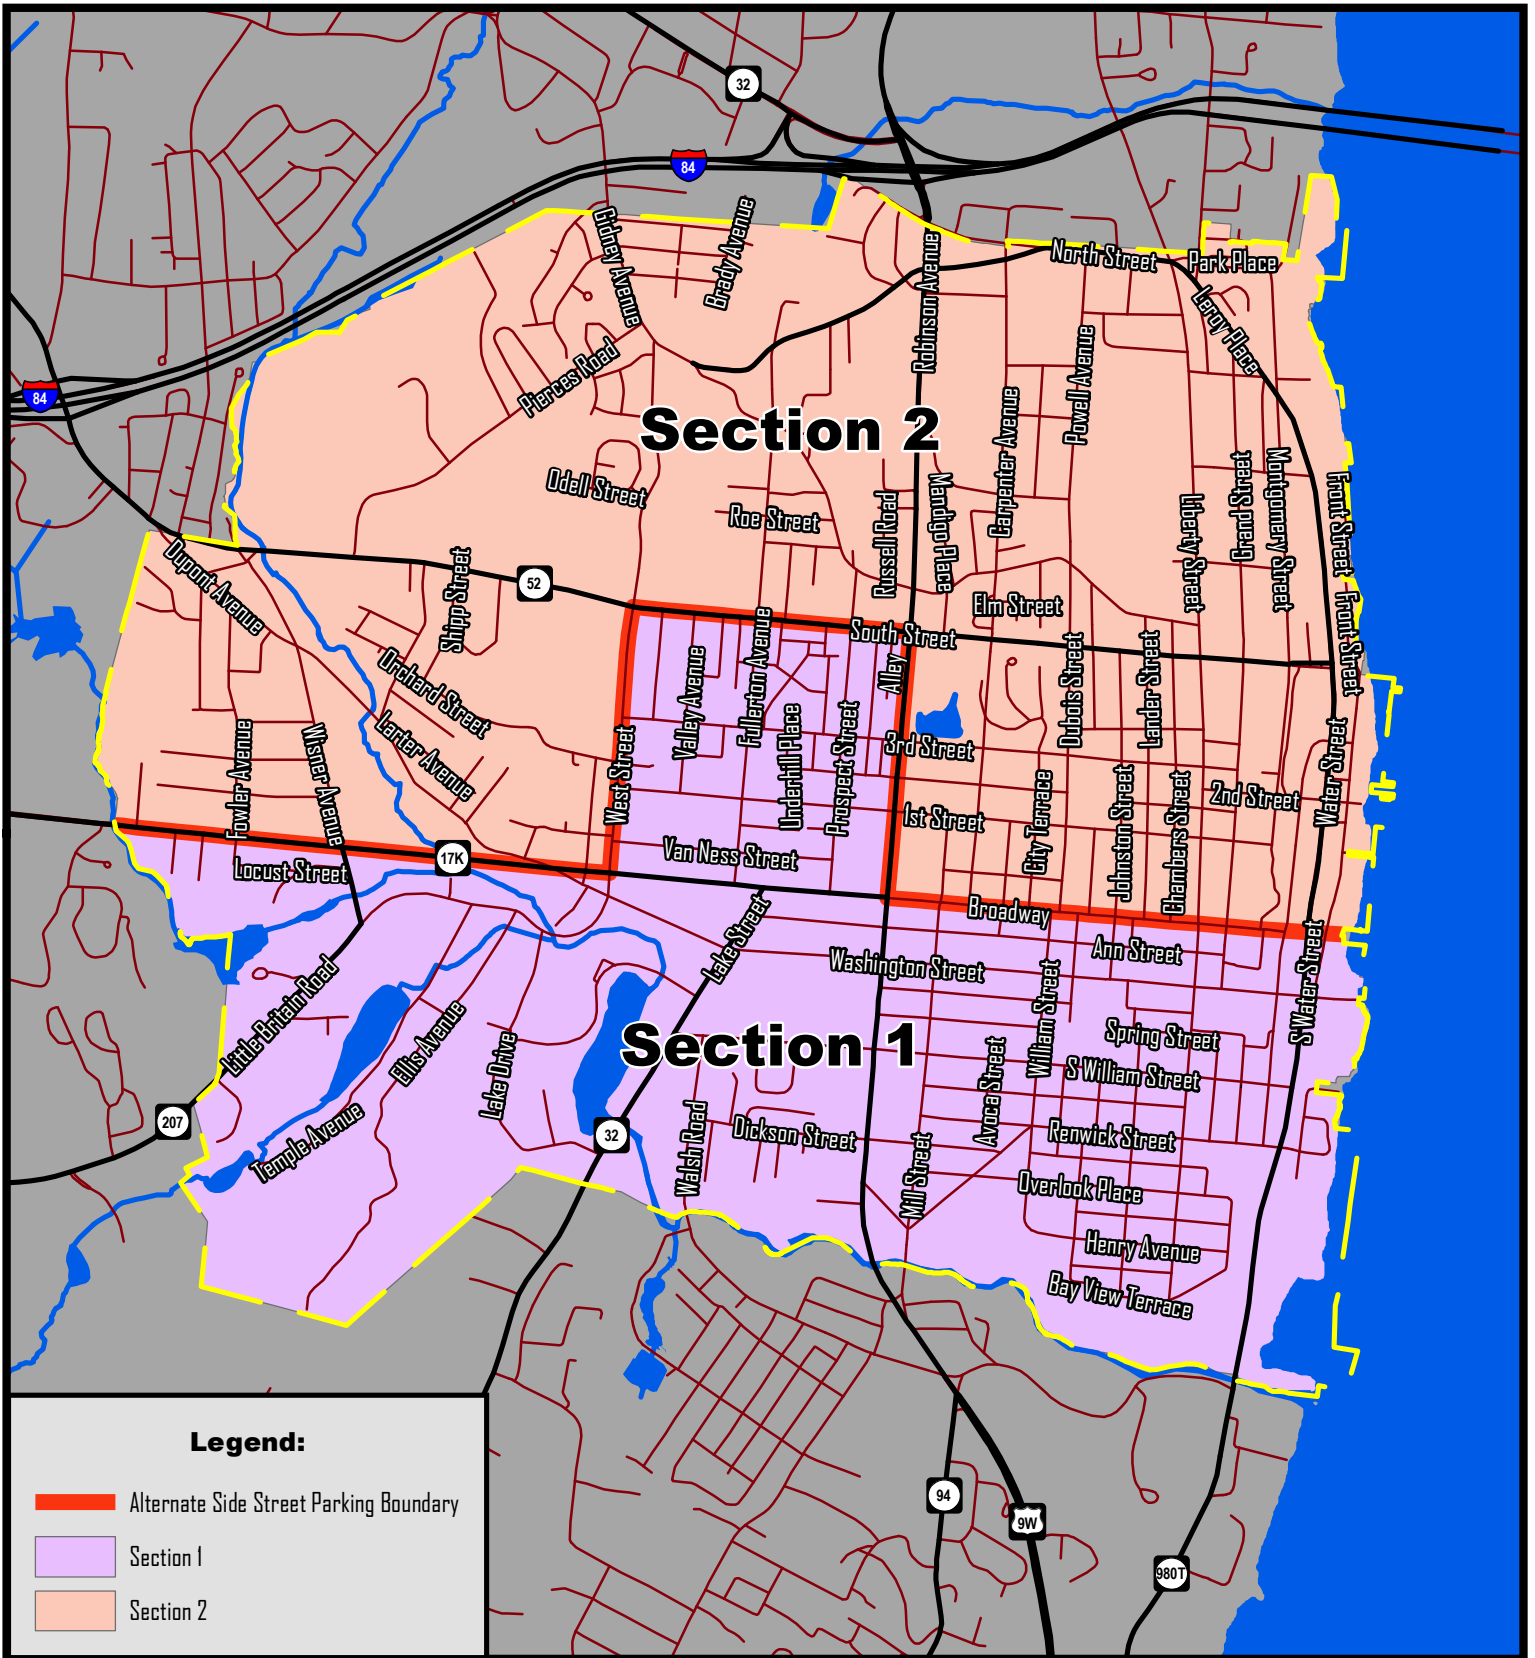 32
84
Gidney Avenue
Brady Avenue
Robinson Avenue
North Street
Park Place
Leroy Place
84
Pierces Road
Powell Avenue
Section 2
Carpenter Avenue
Odell Street
Roe Street
Russell Road
Mandigo Place
Liberty Street
Grand Street
Montgomery Street
Front Street
Dupont Avenue
Shipp Street
52
Elm Street
Front Street
South Street
Fullerton Avenue
Alley
Valley Avenue
Dubois Street
Lander Street
Orchard Street
Larter Avenue
Underhill Place
Prospect Street
3rd Street
West Street
Fowler Avenue
Wisner Avenue
1st Street
City Terrace
Johnston Street
Chambers Street
2nd Street
Water Street
17K
Locust Street
Van Ness Street
Broadway
Lake Street
Ann Street
Washington Street
S Water Street
William Street
Little Britain Road
Ellis Avenue
Lake Drive
Section 1
Spring Street
Avoca Street
S William Street
207
Temple Avenue
32
Walsh Road
Dickson Street
Mill Street
Renwick Street
Overlook Place
Henry Avenue
Bay View Terrace
Legend:
Alternate Side Street Parking Boundary
Section 1
Section 2
94
9W
980T